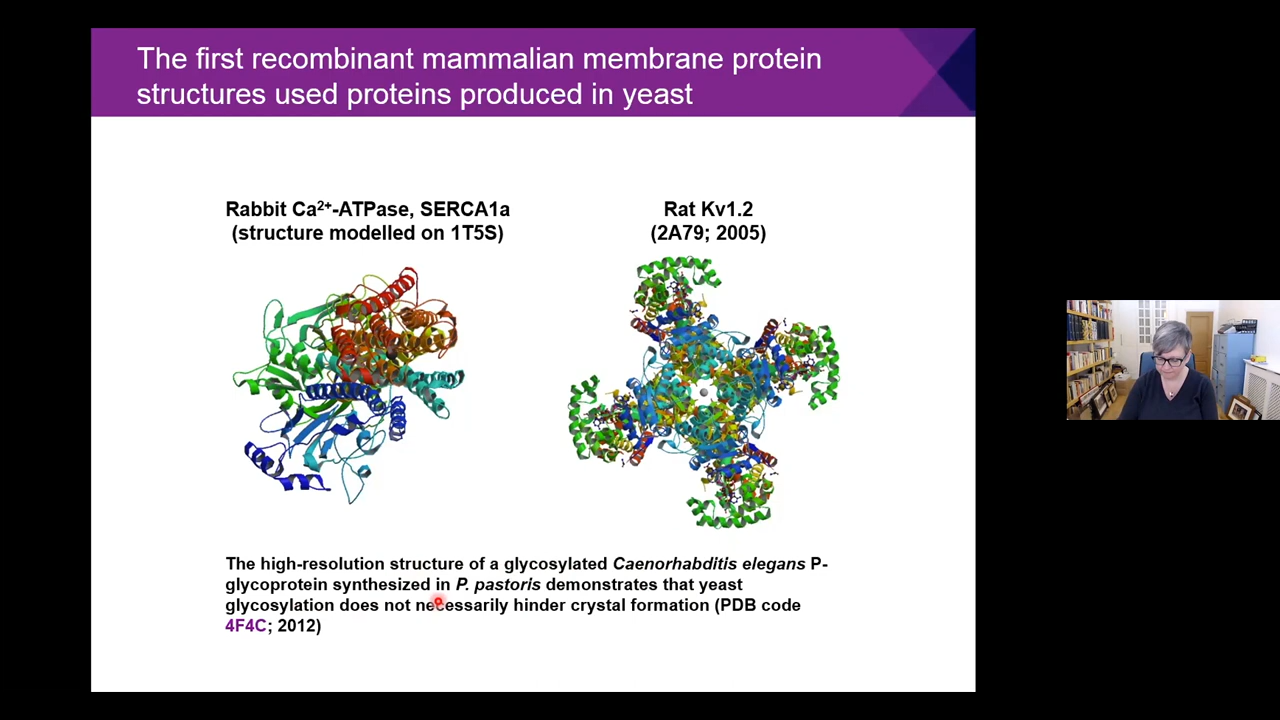 The first recombinant mammalian membrane protein
structures used proteins produced in yeast
Rabbit Ca²⁺-ATPase, SERCA1a
(structure modelled on 1T5S)
Rat Kv1.2
(2A79; 2005)
The high-resolution structure of a glycosylated Caenorhabditis elegans P-
glycoprotein synthesized in P. pastoris demonstrates that yeast
glycosylation does not necessarily hinder crystal formation (PDB code
4F4C; 2012)